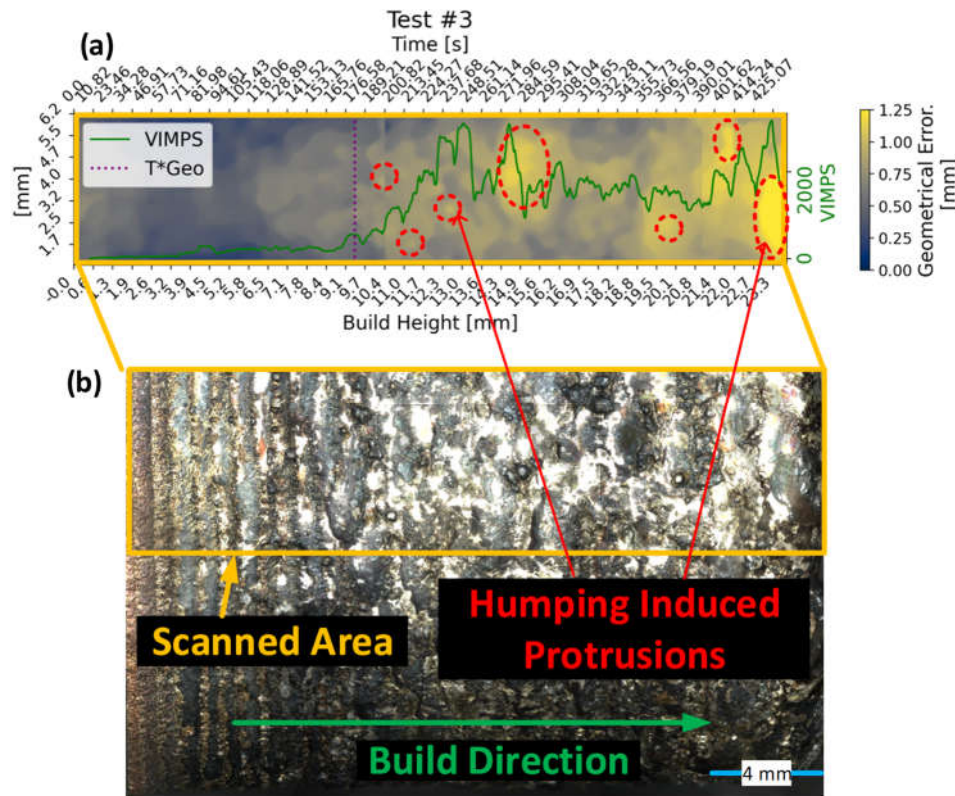 Test #3
(a)
Time [s]
0.0 10.82 23.46 34.28 46.91 57.73 71.16 81.98 94.61 105.43 118.06 128.89 141.52 153.13 165.76 176.58 189.21 200.82 213.45 224.27 237.68 248.51 261.14 271.96 284.59 295.41 308.04 319.65 332.28 343.11 355.73 366.56 379.19 390.01 401.62 414.24 425.07
[mm]
6.2
5.5
4.7
4.0
3.2
2.5
1.7
VIMPS
T*Geo
2000
0
VIMPS
1.25
1.00
0.75
0.50
0.25
0.00
Geometrical Error.
[mm]
-0.0 0.6 1.3 1.9 2.6 3.2 3.9 4.5 5.2 5.8 6.5 7.1 7.8 8.4 9.1 9.7 10.4 11.0 11.7 12.3 13.0 13.6 14.3 14.9 15.6 16.2 16.9 17.5 18.2 18.8 19.5 20.1 20.8 21.4 22.0 22.7 23.3
Build Height [mm]
(b)
Scanned Area
Humping Induced
Protrusions
Build Direction
4 mm